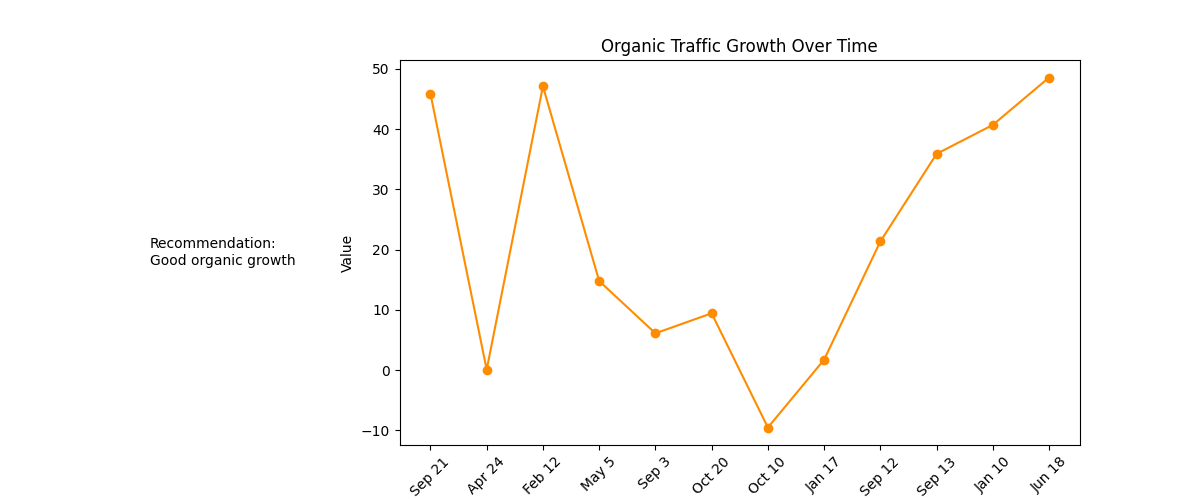 Organic Traffic Growth Over Time
Recommendation:
Good organic growth
Value
50
40
30
20
10
0
−10
Sep 21
Apr 24
Feb 12
May 5
Sep 3
Oct 20
Oct 10
Jan 17
Sep 12
Sep 13
Jan 10
Jun 18